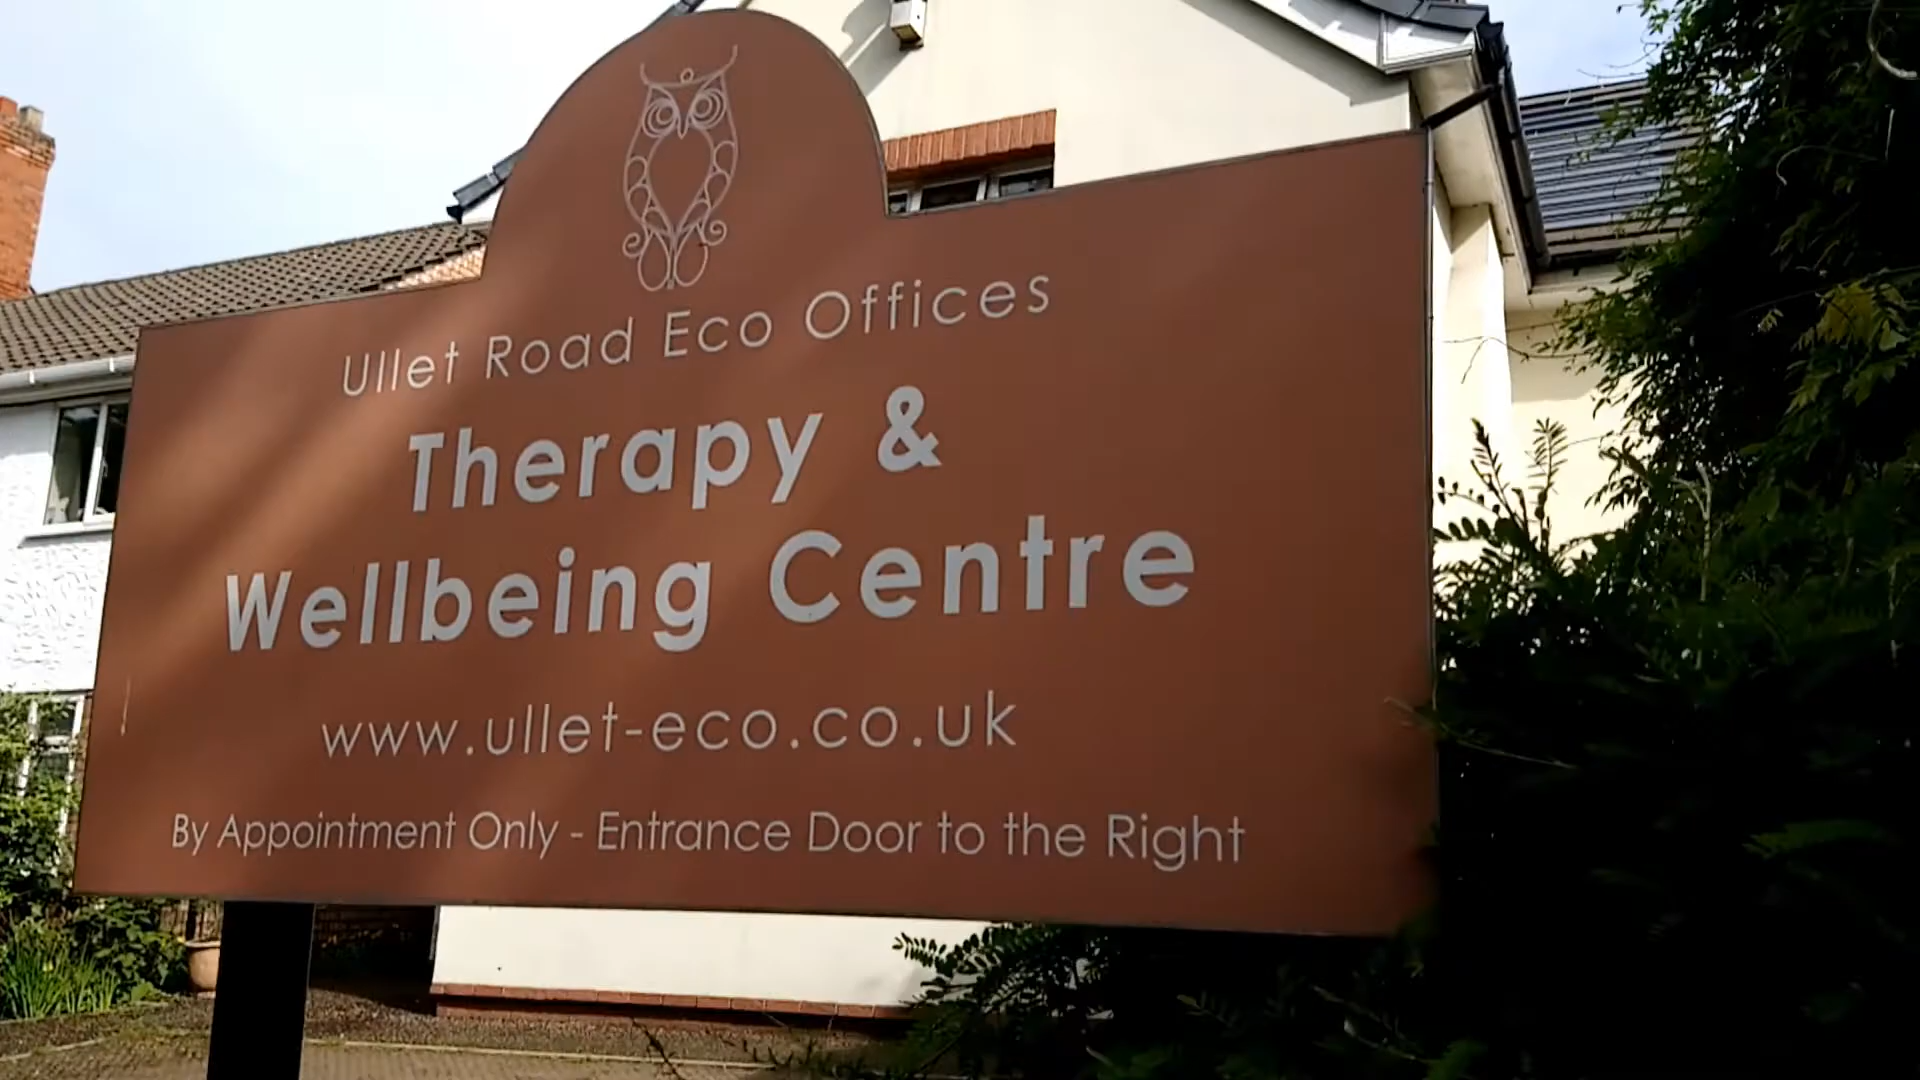 Ullet Road Eco Offices
Therapy &
Wellbeing Centre
www.ullet-eco.co.uk
By Appointment Only - Entrance Door to the Right